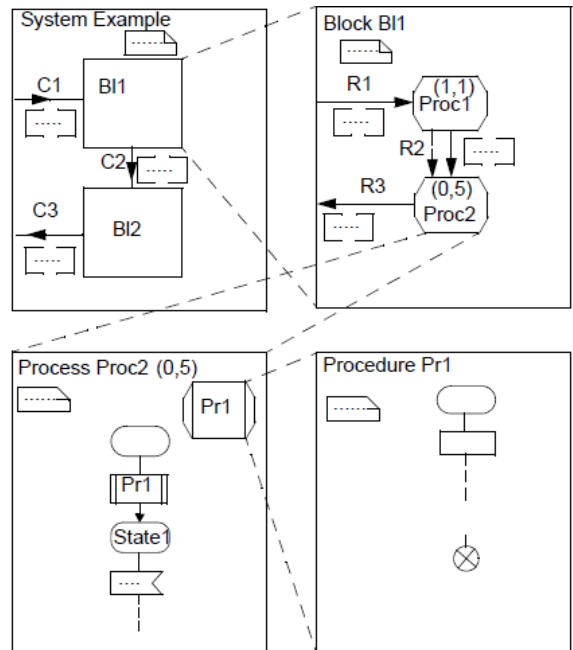 System Example
C1
Bl1
C2
C3
Bl2
Block Bl1
R1
(1,1)
Proc1
R2
R3
(0,5)
Proc2
Process Proc2 (0,5)
Pr1
Pr1
State1
Procedure Pr1